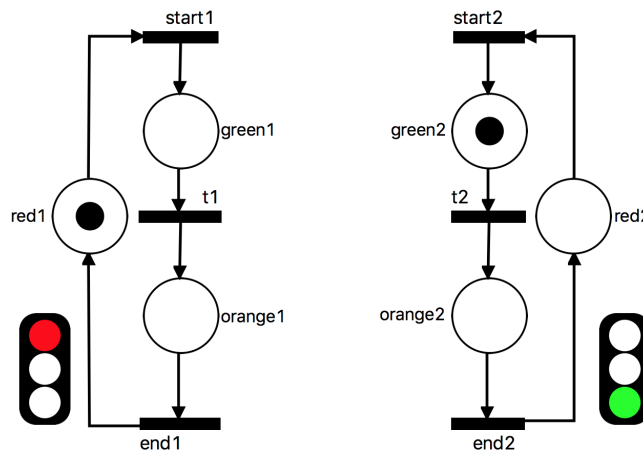 start1
start2
green1
green2
t1
t2
red1
red2
orange1
orange2
end1
end2